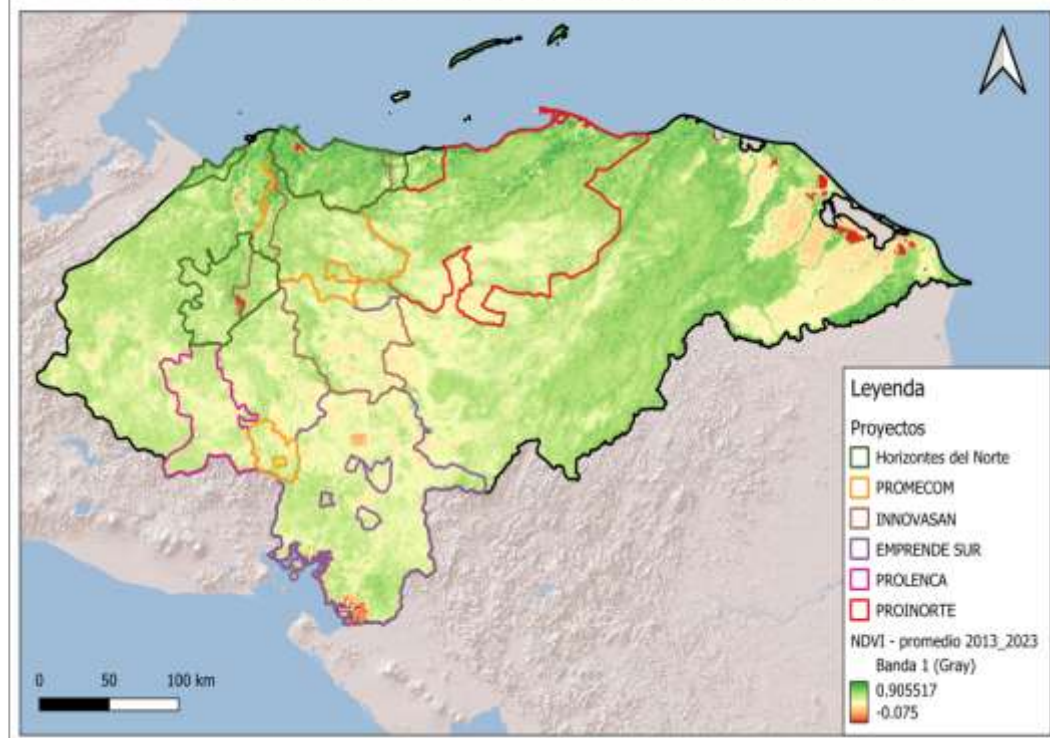 Leyenda
Proyectos
Horizontes del Norte
PROMECOM
INNOVASAN
EMPRENDE SUR
PROLENCA
PROINORTE
NDVI - promedio 2013_2023
Banda 1 (Gray)
0,905517
-0.075
0 50 100 km